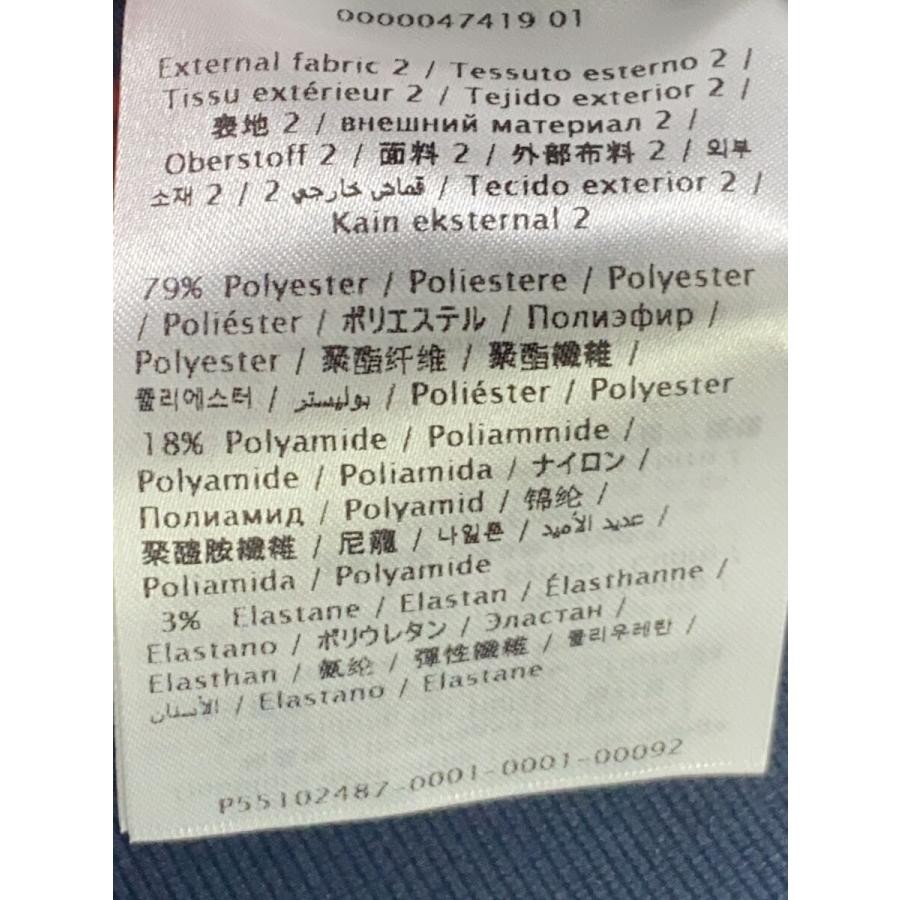 0000047419 01
External fabric 2 / Tessuto esterno 2 /
Tissu extérieur 2 / Tejido exterior 2 /
表地 2 / внешний материал 2 /
Oberstoff 2 / 面料 2 / 外部布料 2 / 외부
소재 2 / قماش خارجي 2 / Tecido exterior 2 /
Kain eksternal 2
79% Polyester / Poliestere / Polyester
/ Poliéster / ポリエステル / Полиэфир /
Polyester / 聚酯纤维 / 聚酯纖維 /
폴리에스터 / بوليستر / Poliéster / Polyester
18% Polyamide / Poliammide /
Polyamide / Poliamida / ナイロン /
Полиамид / Polyamid / 锦纶 /
聚醯胺纖維 / 尼龍 / 나일론 / عديد الأميد /
Poliamida / Polyamide
3% Elastane / Elastan / Élasthanne /
Elastano / ポリウレタン / Эластан /
Elasthan / 氨纶 / 彈性纖維 / 폴리우레탄 /
الأستان / Elastano / Elastane
P55102487-0001-0001-00092